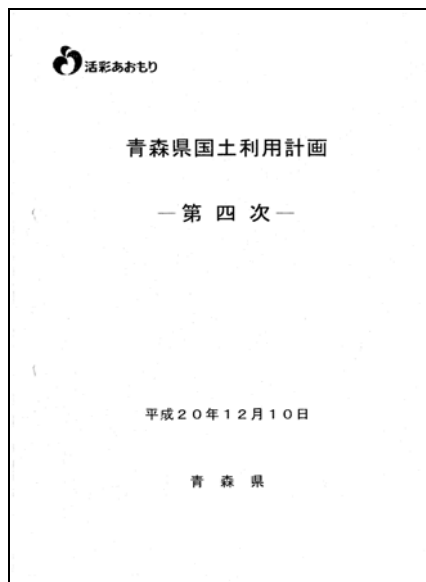 活彩あおもり
青森県国土利用計画
―第四次―
平成２０年１２月１０日
青森県